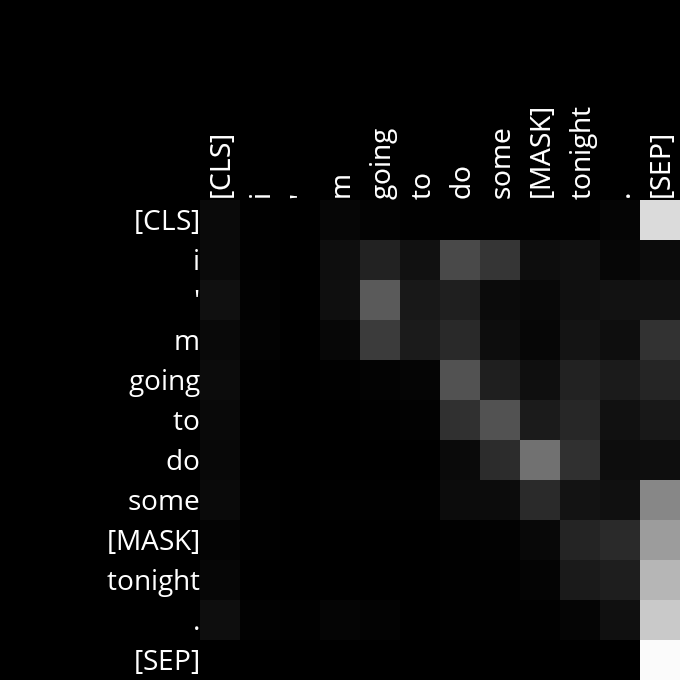 [CLS] i ' m going to do some [MASK] tonight . [SEP]
[CLS]
i
'
m
going
to
do
some
[MASK]
tonight
.
[SEP]